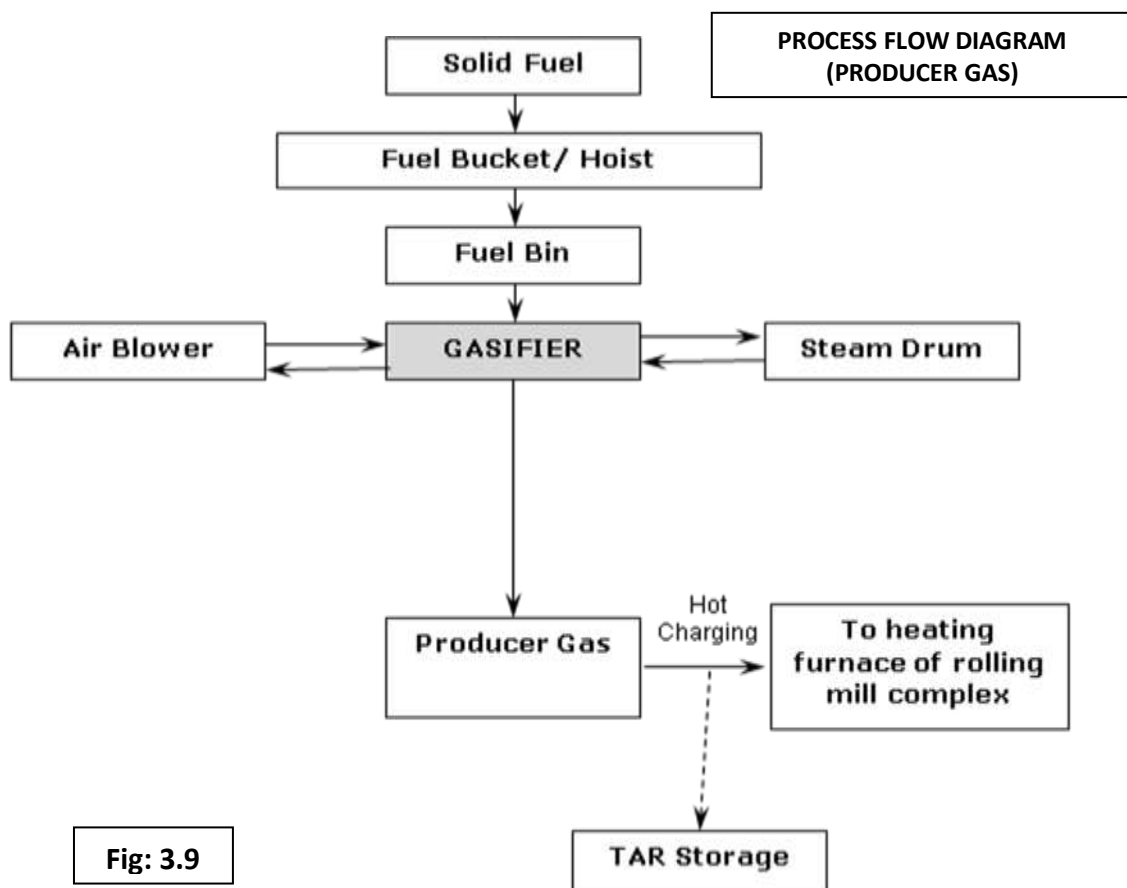 PROCESS FLOW DIAGRAM
(PRODUCER GAS)
Solid Fuel
Fuel Bucket/ Hoist
Fuel Bin
Air Blower
GASIFIER
Steam Drum
Producer Gas
Hot
Charging
To heating
furnace of rolling
mill complex
TAR Storage
Fig: 3.9